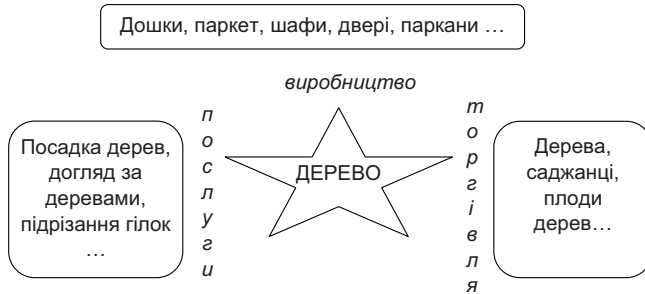 Дошки, паркет, шафи, двері, паркани …
виробництво
послуги
торгівля
Посадка дерев,
догляд за
деревами,
підрізання гілок
…
ДЕРЕВО
Дерева,
саджанці,
плоди
дерев…